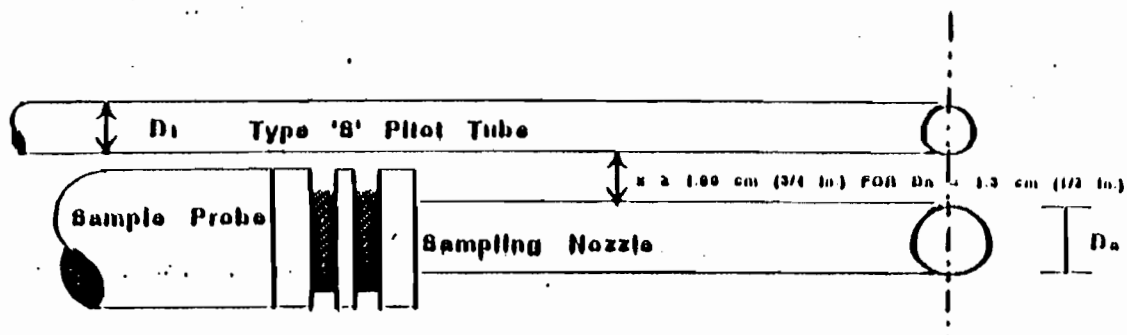 Dt Type 'S' Pitot Tube
x ≥ 1.90 cm (3/4 in.) FOR Dn = 1.3 cm (1/2 in.)
Sample Probe
Sampling Nozzle
Dn